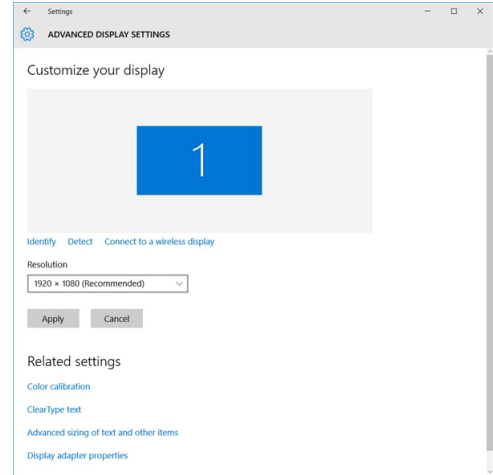 Settings
ADVANCED DISPLAY SETTINGS
Customize your display
1
Identify Detect Connect to a wireless display
Resolution
1920 × 1080 (Recommended)
Apply Cancel
Related settings
Color calibration
ClearType text
Advanced sizing of text and other items
Display adapter properties